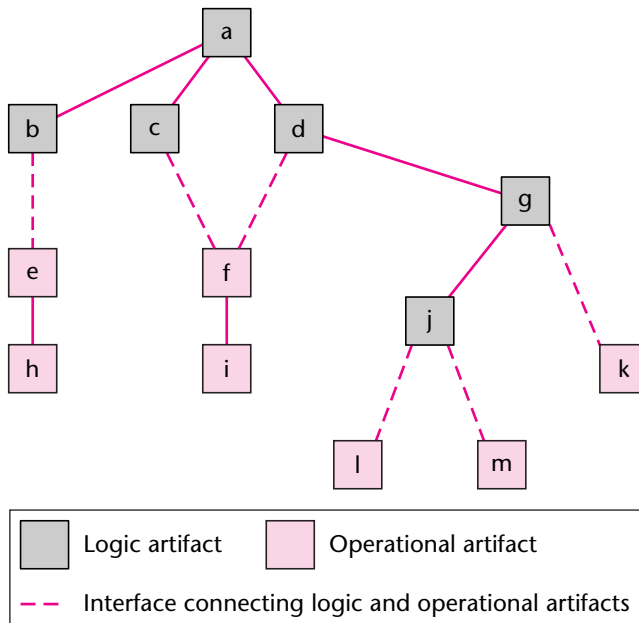 a
b
c
d
g
e
f
j
h
i
k
l
m
Logic artifact
Operational artifact
Interface connecting logic and operational artifacts